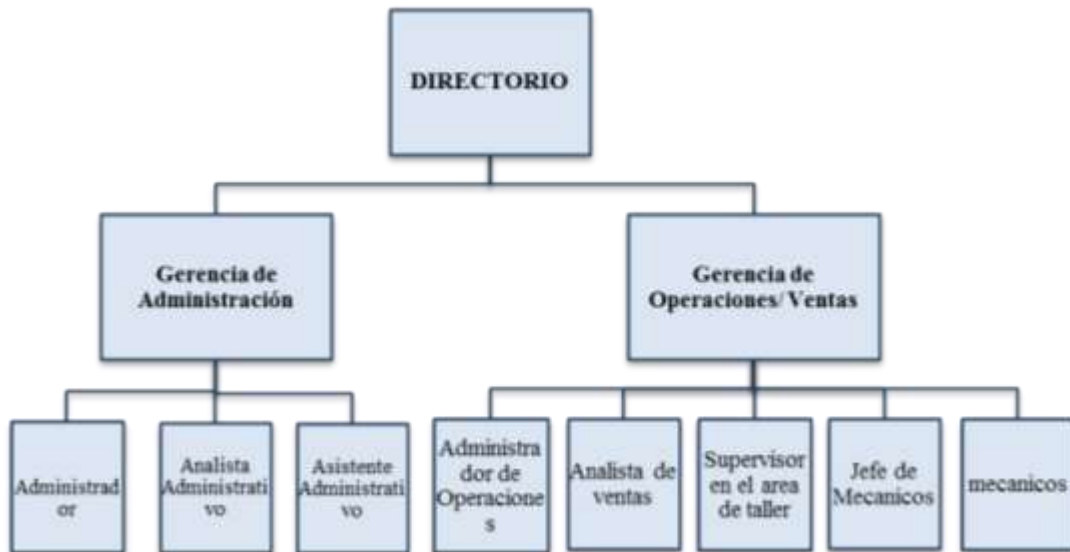 DIRECTORIO
Gerencia de
Administración
Gerencia de
Operaciones/ Ventas
Administrad
or
Analista
Administrati
vo
Asistente
Administrati
vo
Administra
dor de
Operacione
s
Analista de
ventas
Supervisor
en el area
de taller
Jefe de
Mecanicos
mecanicos